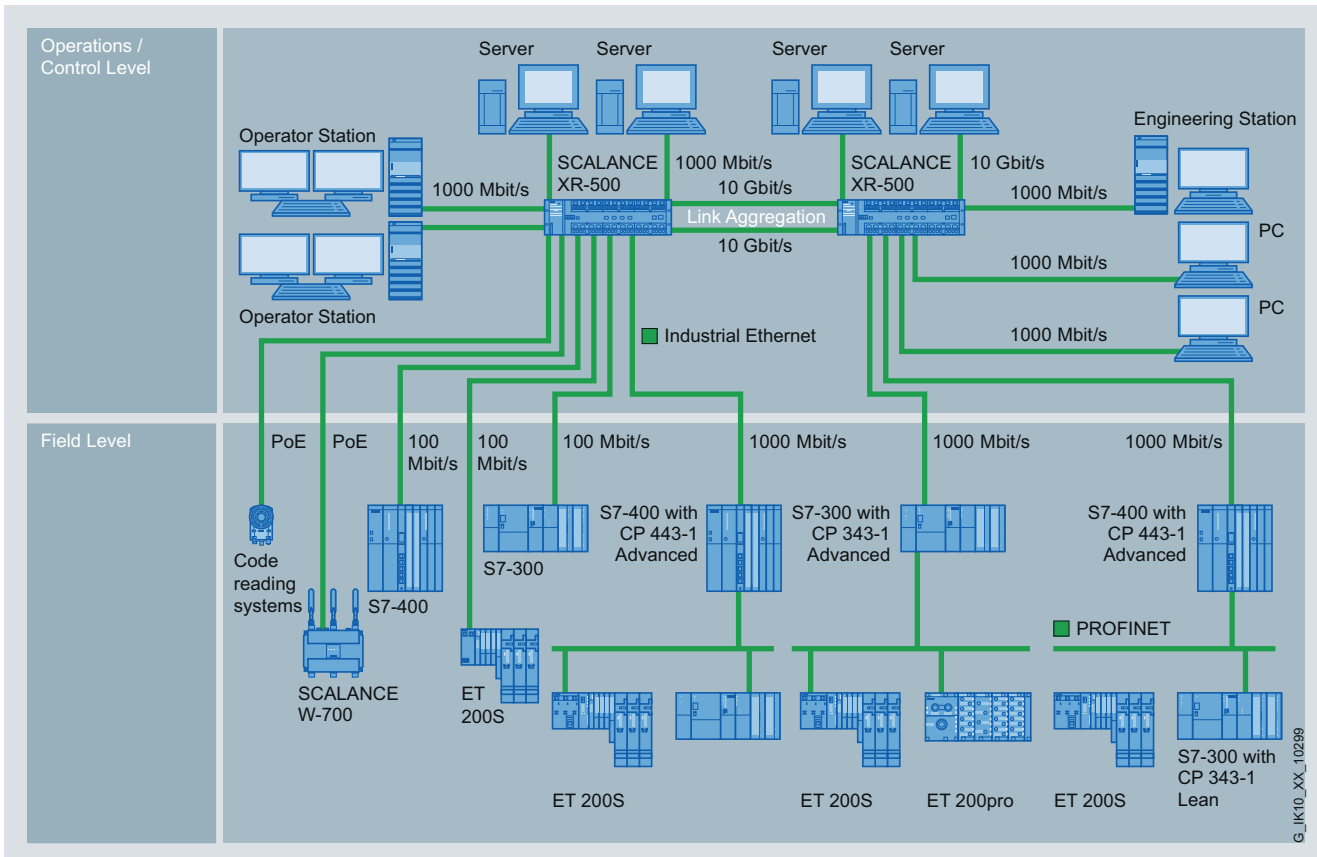 Operations /
Control Level
Server
Server
Server
Server
Operator Station
Engineering Station
SCALANCE
XR-500
1000 Mbit/s
10 Gbit/s
SCALANCE
XR-500
10 Gbit/s
1000 Mbit/s
1000 Mbit/s
Link Aggregation
10 Gbit/s
PC
1000 Mbit/s
Operator Station
PC
Industrial Ethernet
1000 Mbit/s
Field Level
PoE
PoE
100
Mbit/s
100
Mbit/s
100 Mbit/s
1000 Mbit/s
1000 Mbit/s
1000 Mbit/s
Code
reading
systems
S7-400
S7-300
S7-400 with
CP 443-1
Advanced
S7-300 with
CP 343-1
Advanced
S7-400 with
CP 443-1
Advanced
PROFINET
SCALANCE
W-700
ET
200S
ET 200S
ET 200S
ET 200pro
ET 200S
S7-300 with
CP 343-1
Lean
G_IK10_XX_10299